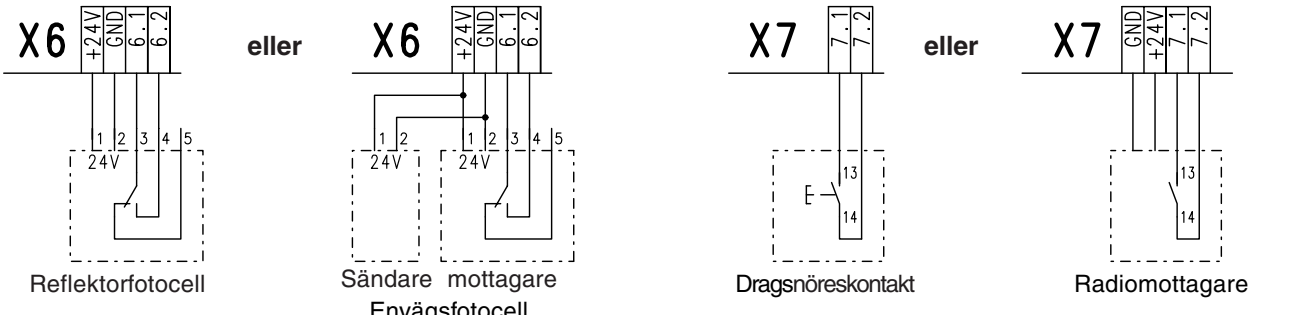 X6 +24V GND 6.1 6.2 eller X6 +24V GND 6.1 6.2 X7 7.1 7.2 eller X7 GND +24V 7.1 7.2
1 2 3 4 5 1 2 1 2 3 4 5
24V 24V 24V
13 13
14 14
Reflektorfotocell Sändare mottagare Dragsnöreskontakt Radiomottagare
Envägsfotocell